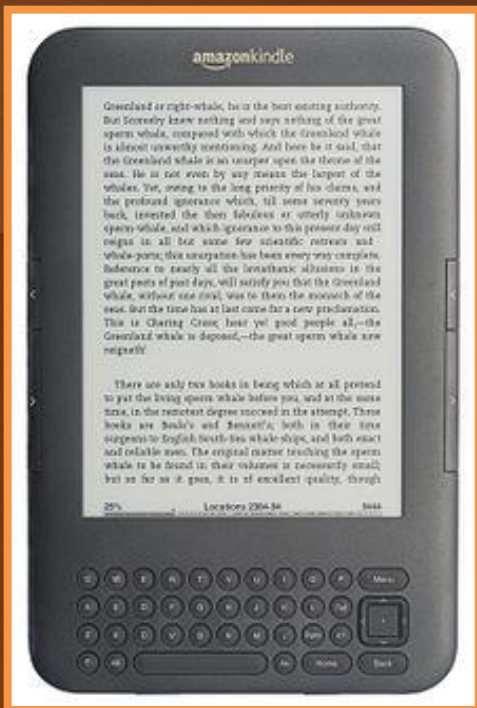 amazonkindle
Greenland or right-whale, he is the best existing authority.
But Scoresby knew nothing and says nothing of the great
sperm whale, compared with which the Greenland whale
is almost unworthy mentioning. And here be it said, that
the Greenland whale is an usurper upon the throne of the
seas. He is not even by any means the largest of the
whales. Yet, owing to the long priority of his claims, and
the profound ignorance which, till some seventy years
back, invested the then fabulous or utterly unknown
sperm-whale, and which ignorance to this present day still
reigns in all but some few scientific retreats and
whale-ports; this usurpation has been every way complete.
Reference to nearly all the leviathanic allusions in the
great poets of past days, will satisfy you that the Greenland
whale, without one rival, was to them the monarch of the
seas. But the time has at last come for a new proclamation.
This is Charing Cross; hear ye! good people all,—the
Greenland whale is deposed,—the great sperm whale now
reigneth!
There are only two books in being which at all pretend
to put the living sperm whale before you, and at the same
time, in the remotest degree succeed in the attempt. Those
books are Beale's and Bennett's; both in their time
surgeons to English South-Sea whale-ships, and both exact
and reliable men. The original matter touching the sperm
whale to be found in their volumes is necessarily small;
but so far as it goes, it is of excellent quality, though
25% Locations 2384-94
Q W E R T Y U I O P Menu
A S D F G H J K L Del
Z X C V B N M .
Alt Aa Home Back